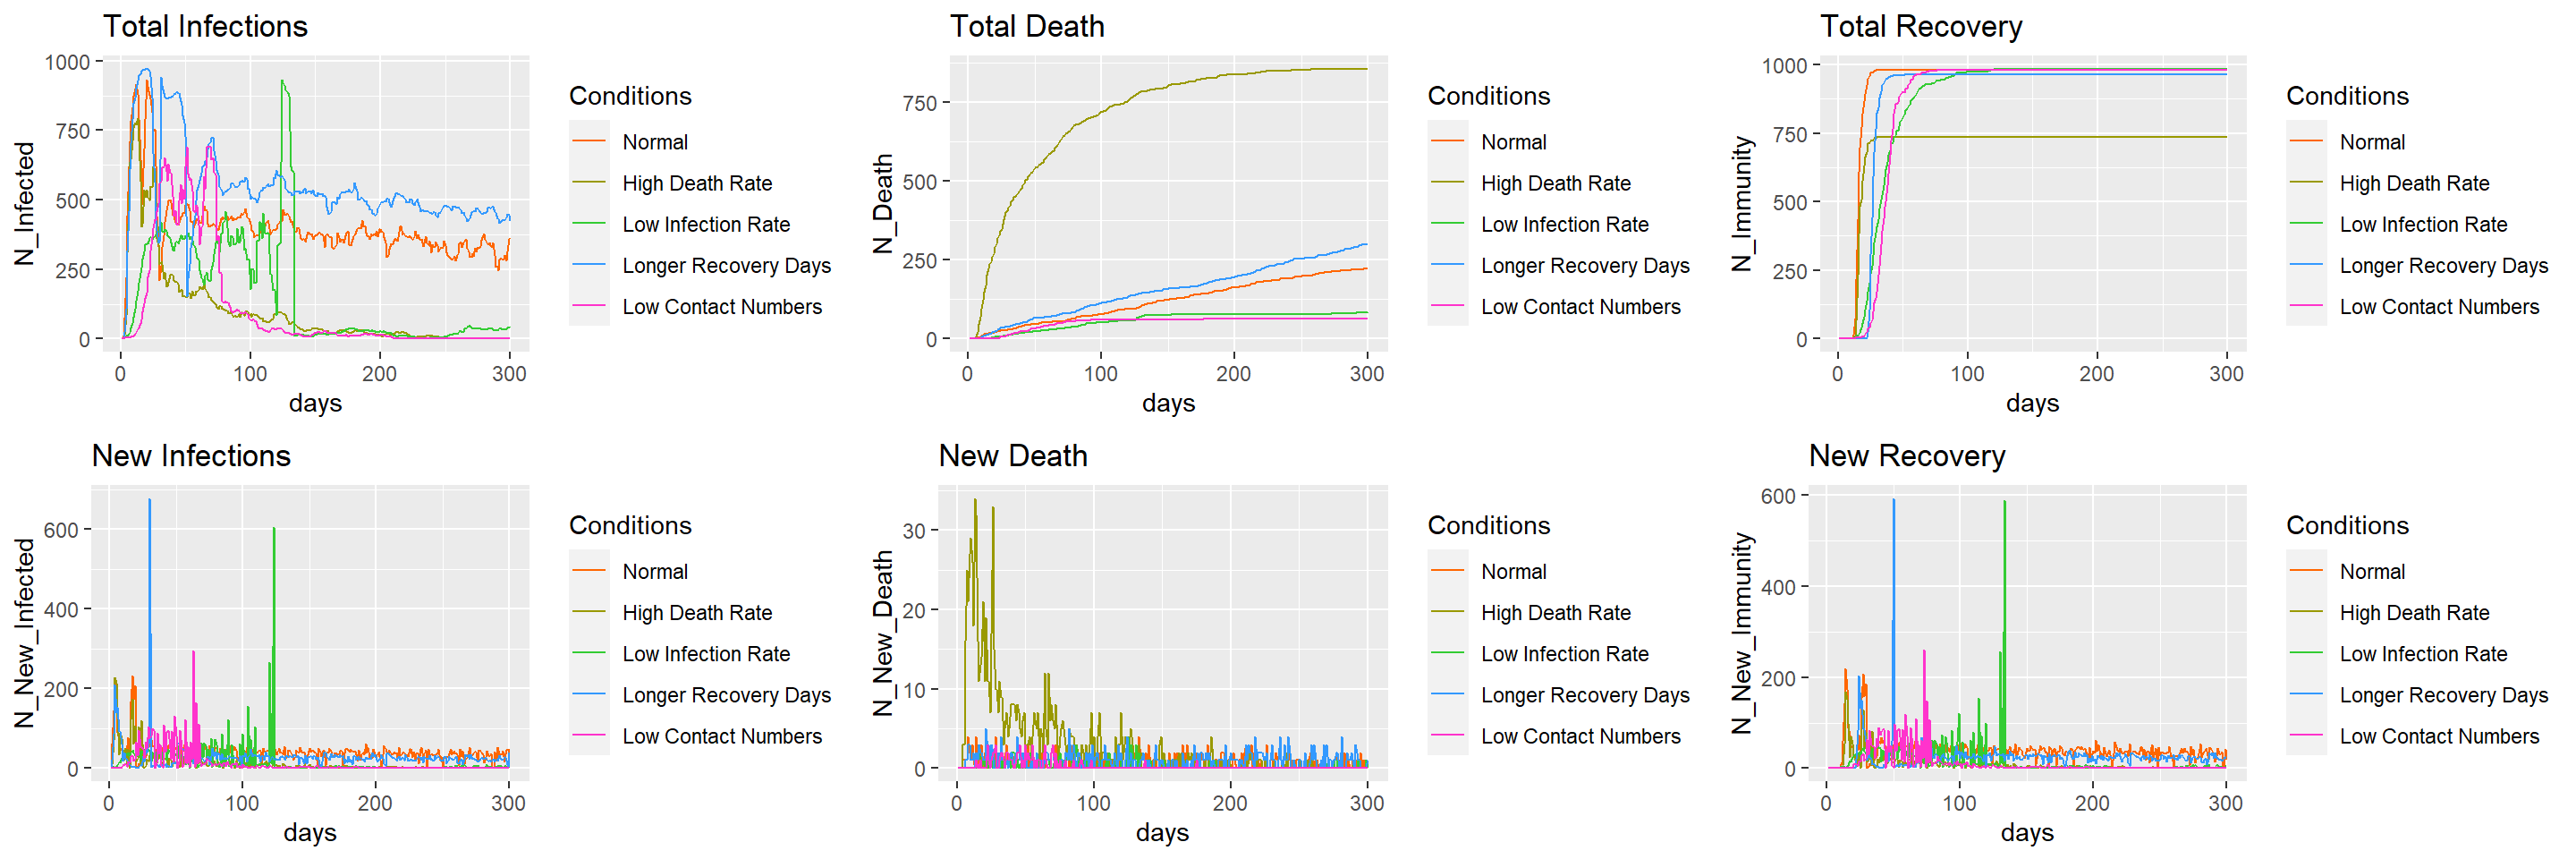 Total Infections
N_Infected
1000
750
500
250
0
0 100 200 300
days
Conditions
Normal
High Death Rate
Low Infection Rate
Longer Recovery Days
Low Contact Numbers
Total Death
N_Death
750
500
250
0
0 100 200 300
days
Conditions
Normal
High Death Rate
Low Infection Rate
Longer Recovery Days
Low Contact Numbers
Total Recovery
N_Immunity
1000
750
500
250
0
0 100 200 300
days
Conditions
Normal
High Death Rate
Low Infection Rate
Longer Recovery Days
Low Contact Numbers
New Infections
N_New_Infected
600
400
200
0
0 100 200 300
days
Conditions
Normal
High Death Rate
Low Infection Rate
Longer Recovery Days
Low Contact Numbers
New Death
N_New_Death
30
20
10
0
0 100 200 300
days
Conditions
Normal
High Death Rate
Low Infection Rate
Longer Recovery Days
Low Contact Numbers
New Recovery
N_New_Immunity
600
400
200
0
0 100 200 300
days
Conditions
Normal
High Death Rate
Low Infection Rate
Longer Recovery Days
Low Contact Numbers